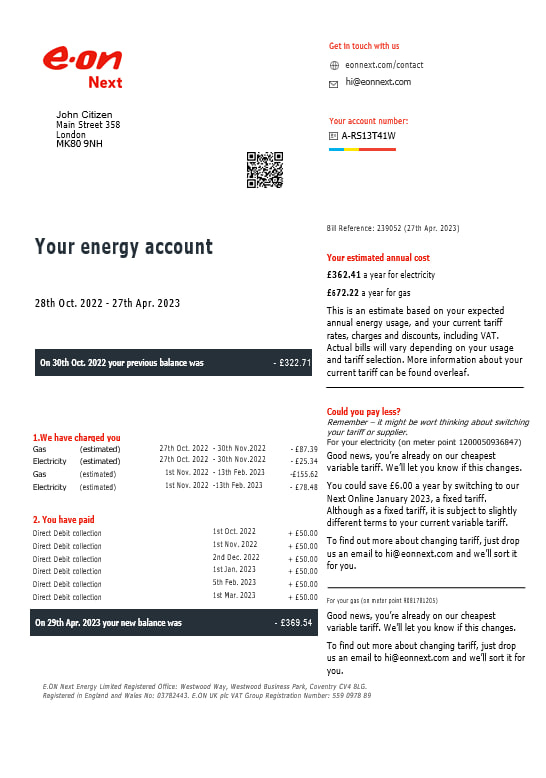 e·on
Next
Get in touch with us
eonnext.com/contact
hi@eonnext.com
John Citizen
Main Street 358
London
MK80 9NH
Your account number:
A-RS13T41W
Bill Reference: 239052 (27th Apr. 2023)
Your energy account
28th Oct. 2022 - 27th Apr. 2023
On 30th Oct. 2022 your previous balance was - £322.71
1.We have charged you
Gas (estimated) 27th Oct. 2022 - 30th Nov.2022 - £87.39
Electricity (estimated) 27th Oct. 2022 - 30th Nov.2022 - £25.34
Gas (estimated) 1st Nov. 2022 -13th Feb. 2023 -£155.62
Electricity (estimated) 1st Nov. 2022 -13th Feb. 2023 - £78,48
2. You have paid
Direct Debit collection 1st Oct. 2022 + £50.00
Direct Debit collection 1st Nov. 2022 + £50.00
Direct Debit collection 2nd Dec. 2022 + £50.00
Direct Debit collection 1st Jan, 2023 + £50.00
Direct Debit collection 5th Feb. 2023 + £50.00
Direct Debit collection 1st Mar. 2023 + £50.00
On 29th Apr. 2023 your new balance was - £369.54
Your estimated annual cost
£362.41 a year for electricity
£672.22 a year for gas
This is an estimate based on your expected
annual energy usage, and your current tariff
rates, charges and discounts, including VAT.
Actual bills will vary depending on your usage
and tariff selection. More information about your
current tariff can be found overleaf.
Could you pay less?
Remember – it might be wort thinking about switching
your tariff or supplier.
For your electricity (on meter point 1200050936847)
Good news, you're already on our cheapest
variable tariff. We'll let you know if this changes.
You could save £6.00 a year by switching to our
Next Online January 2023, a fixed tariff.
Although as a fixed tariff, it is subject to slightly
different terms to your current variable tariff.
To find out more about changing tariff, just drop
us an email to hi@eonnext.com and we'll sort it
for you.
For your gas (on meter point 8091781205)
Good news, you're already on our cheapest
variable tariff. We'll let you know if this changes.
To find out more about changing tariff, just drop
us an email to hi@eonnext.com and we'll sort it for
you.
E.ON Next Energy Limited Registered Office: Westwood Way, Westwood Business Park, Coventry CV4 8LG.
Registered in England and Wales No: 03782443. E.ON UK plc VAT Group Registration Number: 559 0978 89